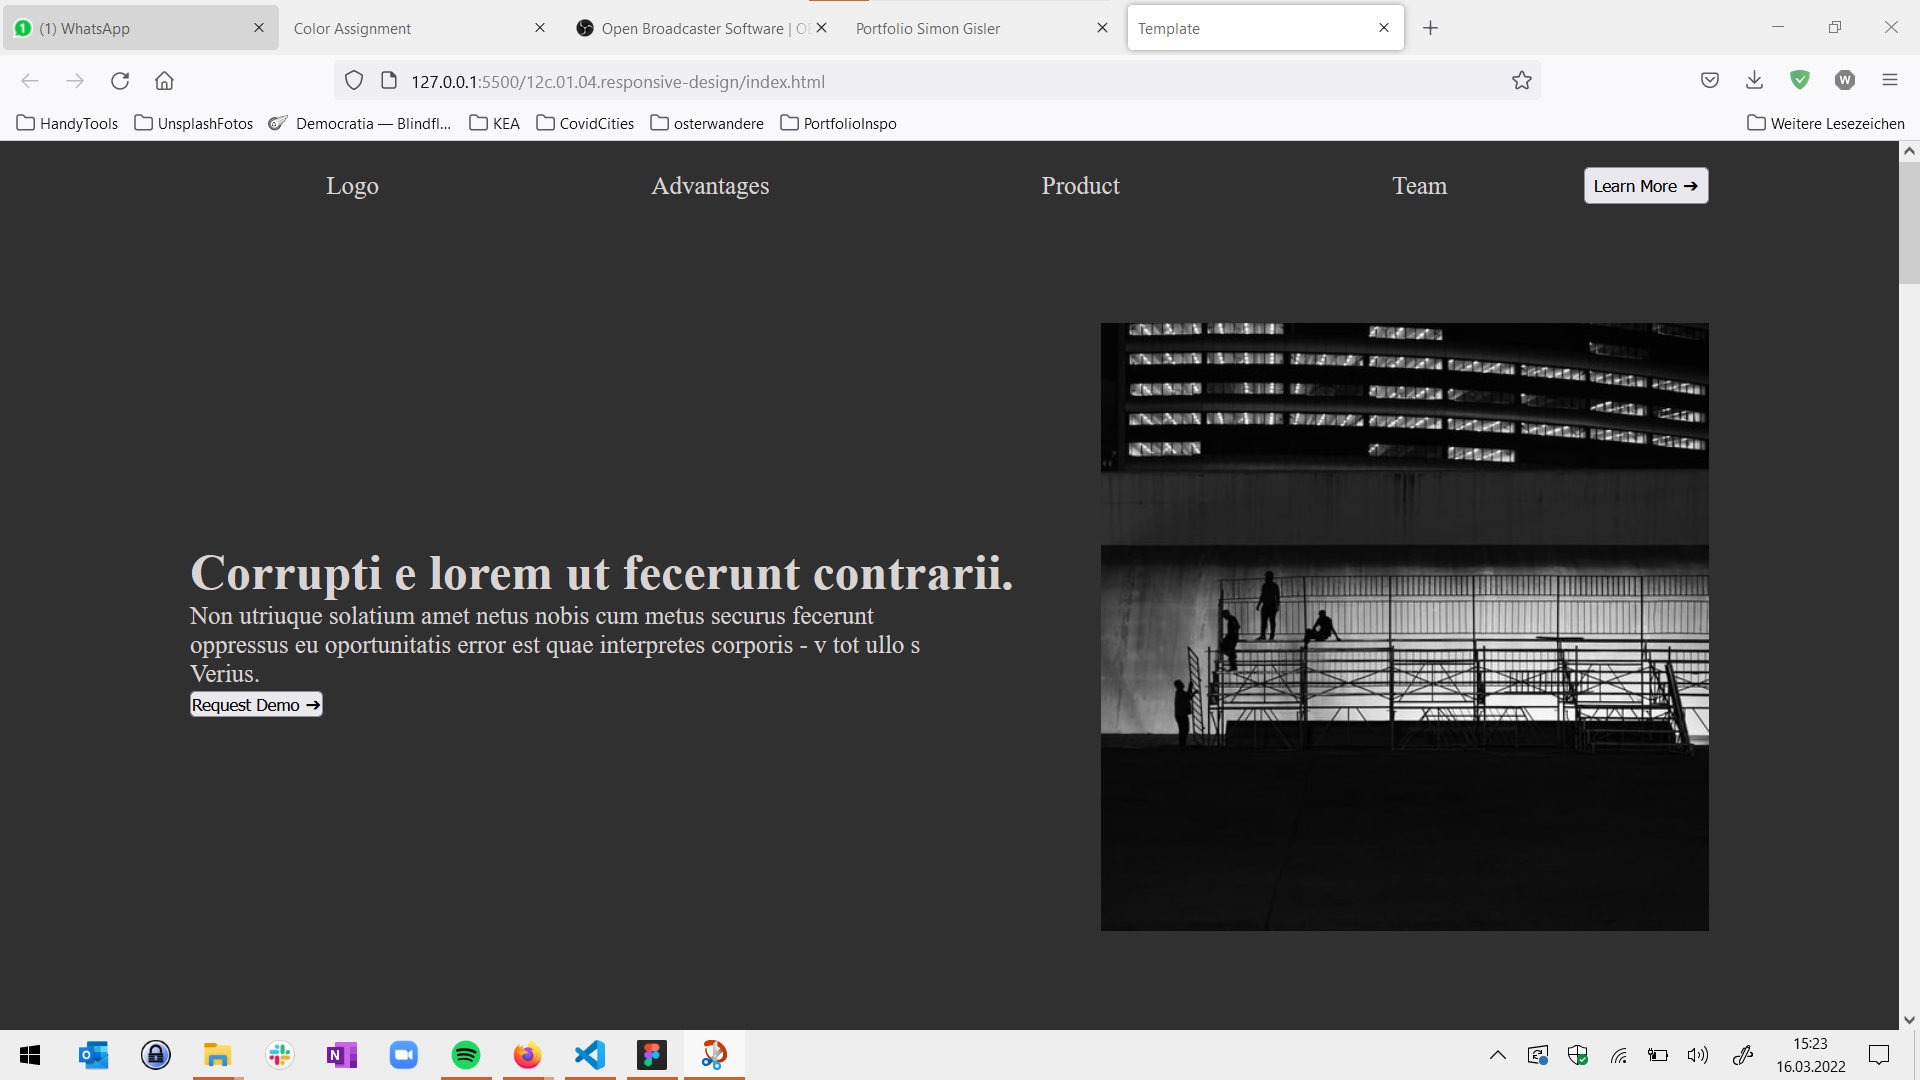 (1) WhatsApp
Color Assignment
Open Broadcaster Software |
Portfolio Simon Gisler
Template
127.0.0.1:5500/12c.01.04.responsive-design/index.html
HandyTools
UnsplashFotos
Democratia — Blindfl...
KEA
CovidCities
osterwandere
PortfolioInspo
Weitere Lesezeichen
Logo
Advantages
Product
Team
Learn More ➔
Corrupti e lorem ut fecerunt contrarii.
Non utriuque solatium amet netus nobis cum metus securus fecerunt
oppressus eu oportunitatis error est quae interpretes corporis - v tot ullo s
Verius.
Request Demo ➔
15:23
16.03.2022